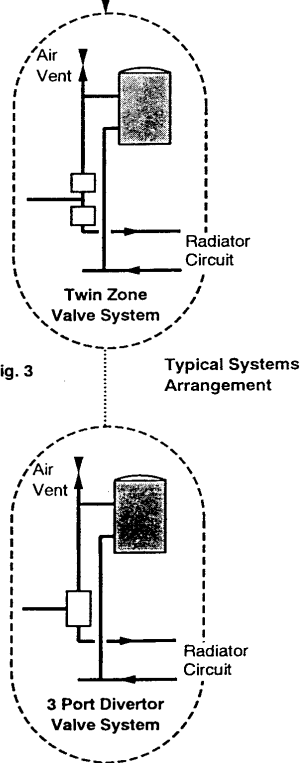 Air
Vent
Radiator
Circuit
Twin Zone
Valve System
ig. 3
Typical Systems
Arrangement
Air
Vent
Radiator
Circuit
3 Port Divertor
Valve System